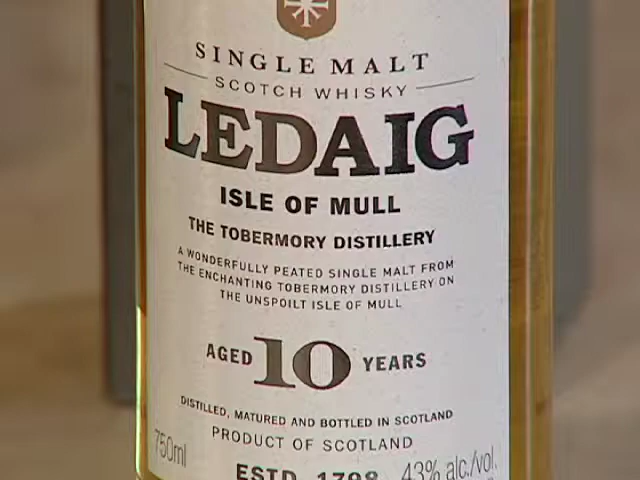 SINGLE MALT
SCOTCH WHISKY
LEDAIG
ISLE OF MULL
THE TOBERMORY DISTILLERY
A WONDERFULLY PEATED SINGLE MALT FROM
THE ENCHANTING TOBERMORY DISTILLERY ON
THE UNSPOILT ISLE OF MULL
AGED 10 YEARS
DISTILLED, MATURED AND BOTTLED IN SCOTLAND
PRODUCT OF SCOTLAND
750ml ESTD 1798 43% alc./vol.